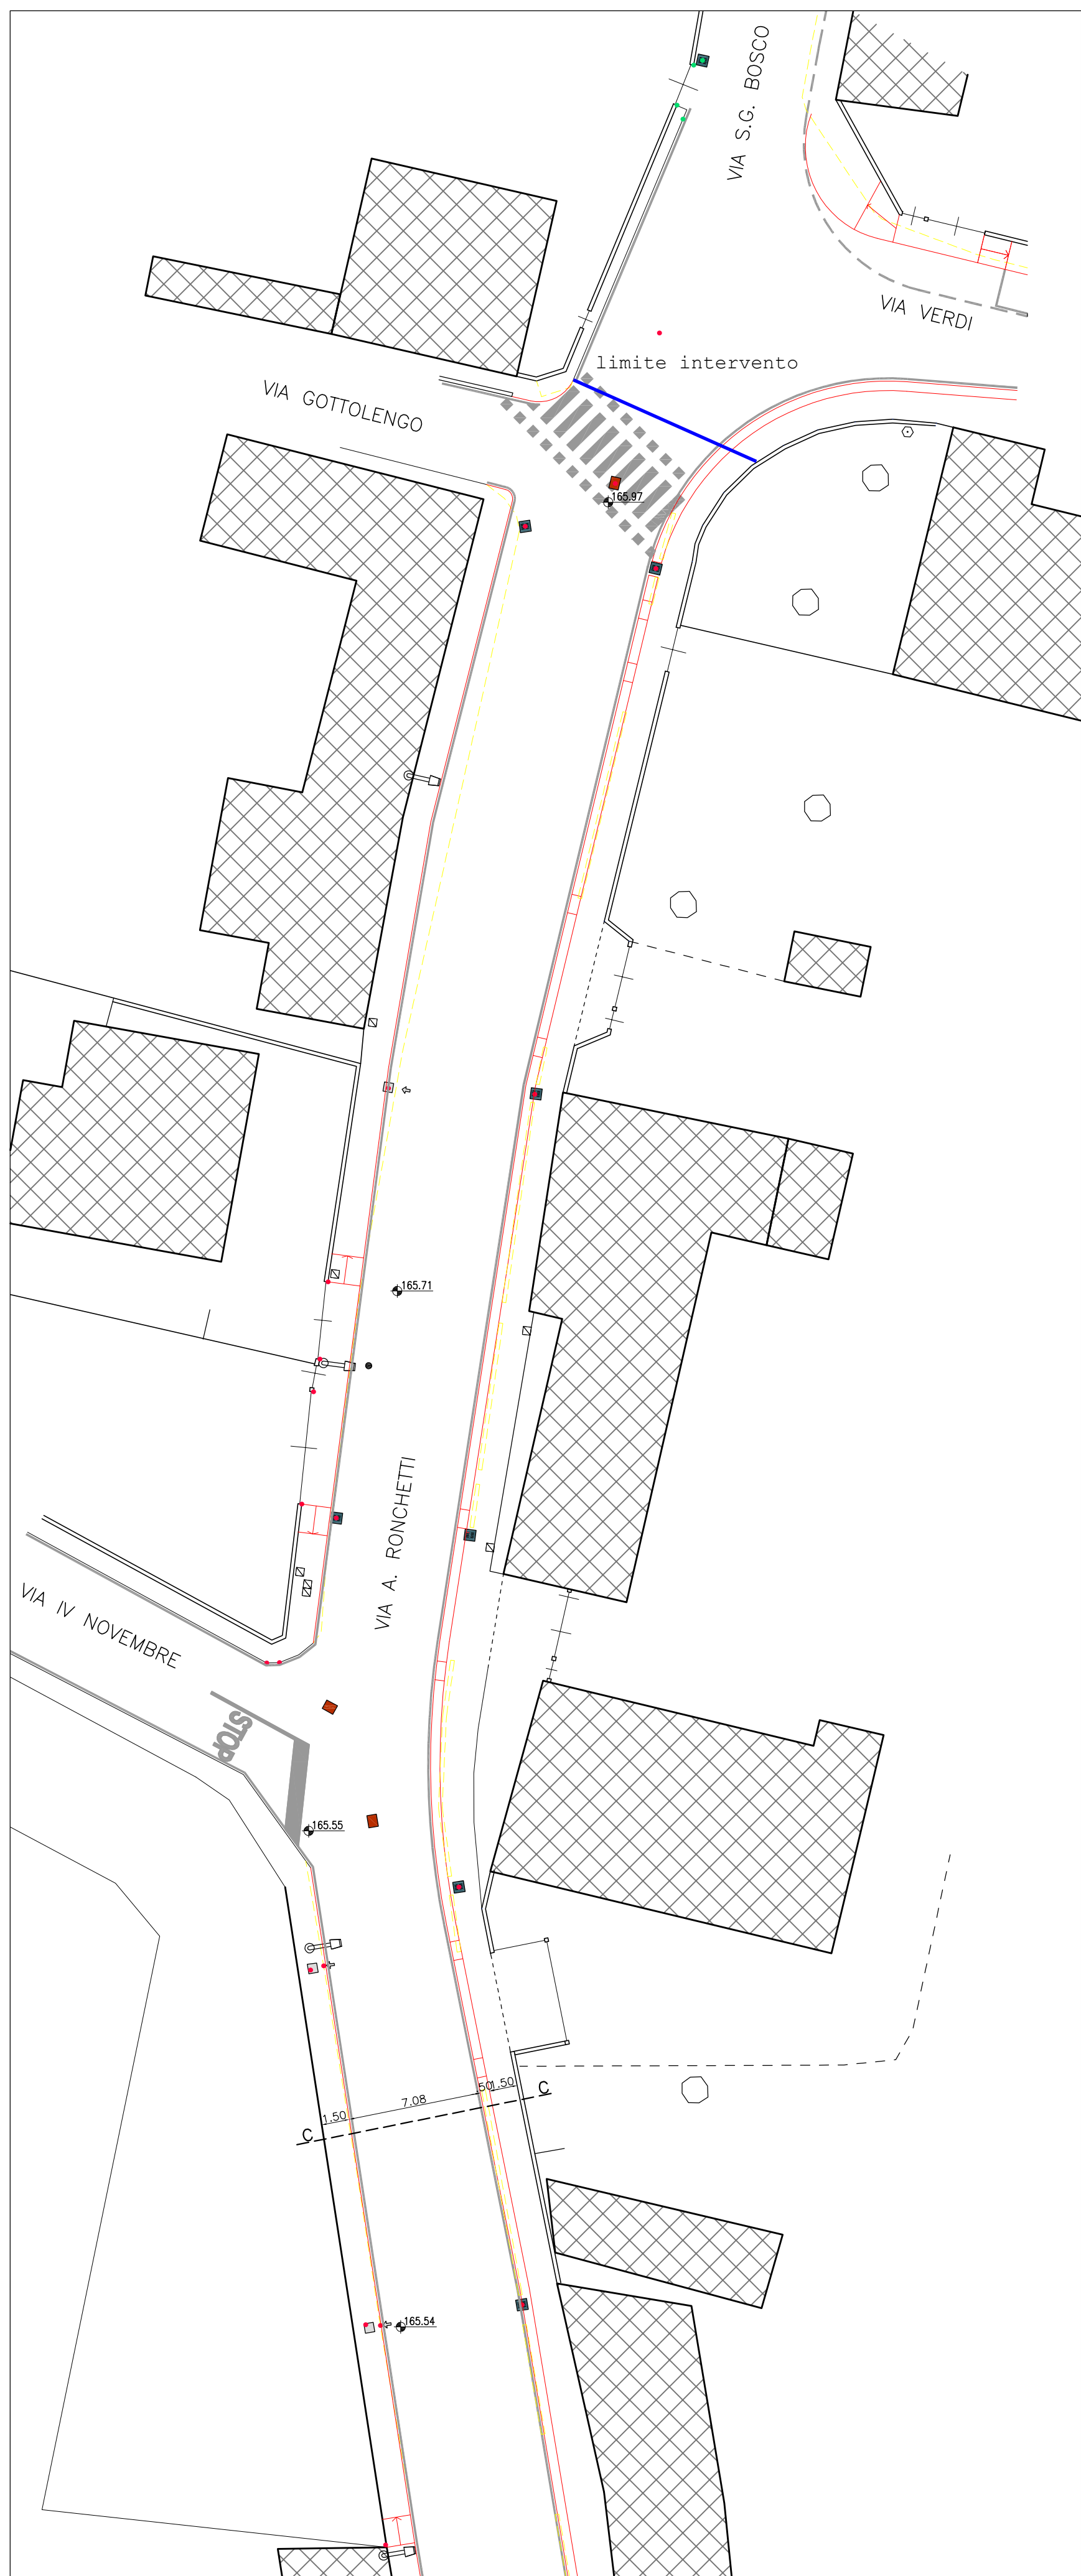 VIA S.G. BOSCO
VIA VERDI
limite intervento
VIA GOTTOLENGO
165.97
165.71
VIA A. RONCHETTI
VIA IV NOVEMBRE
STOP
165.55
C 1.50 7.08 50 1.50 C
165.54